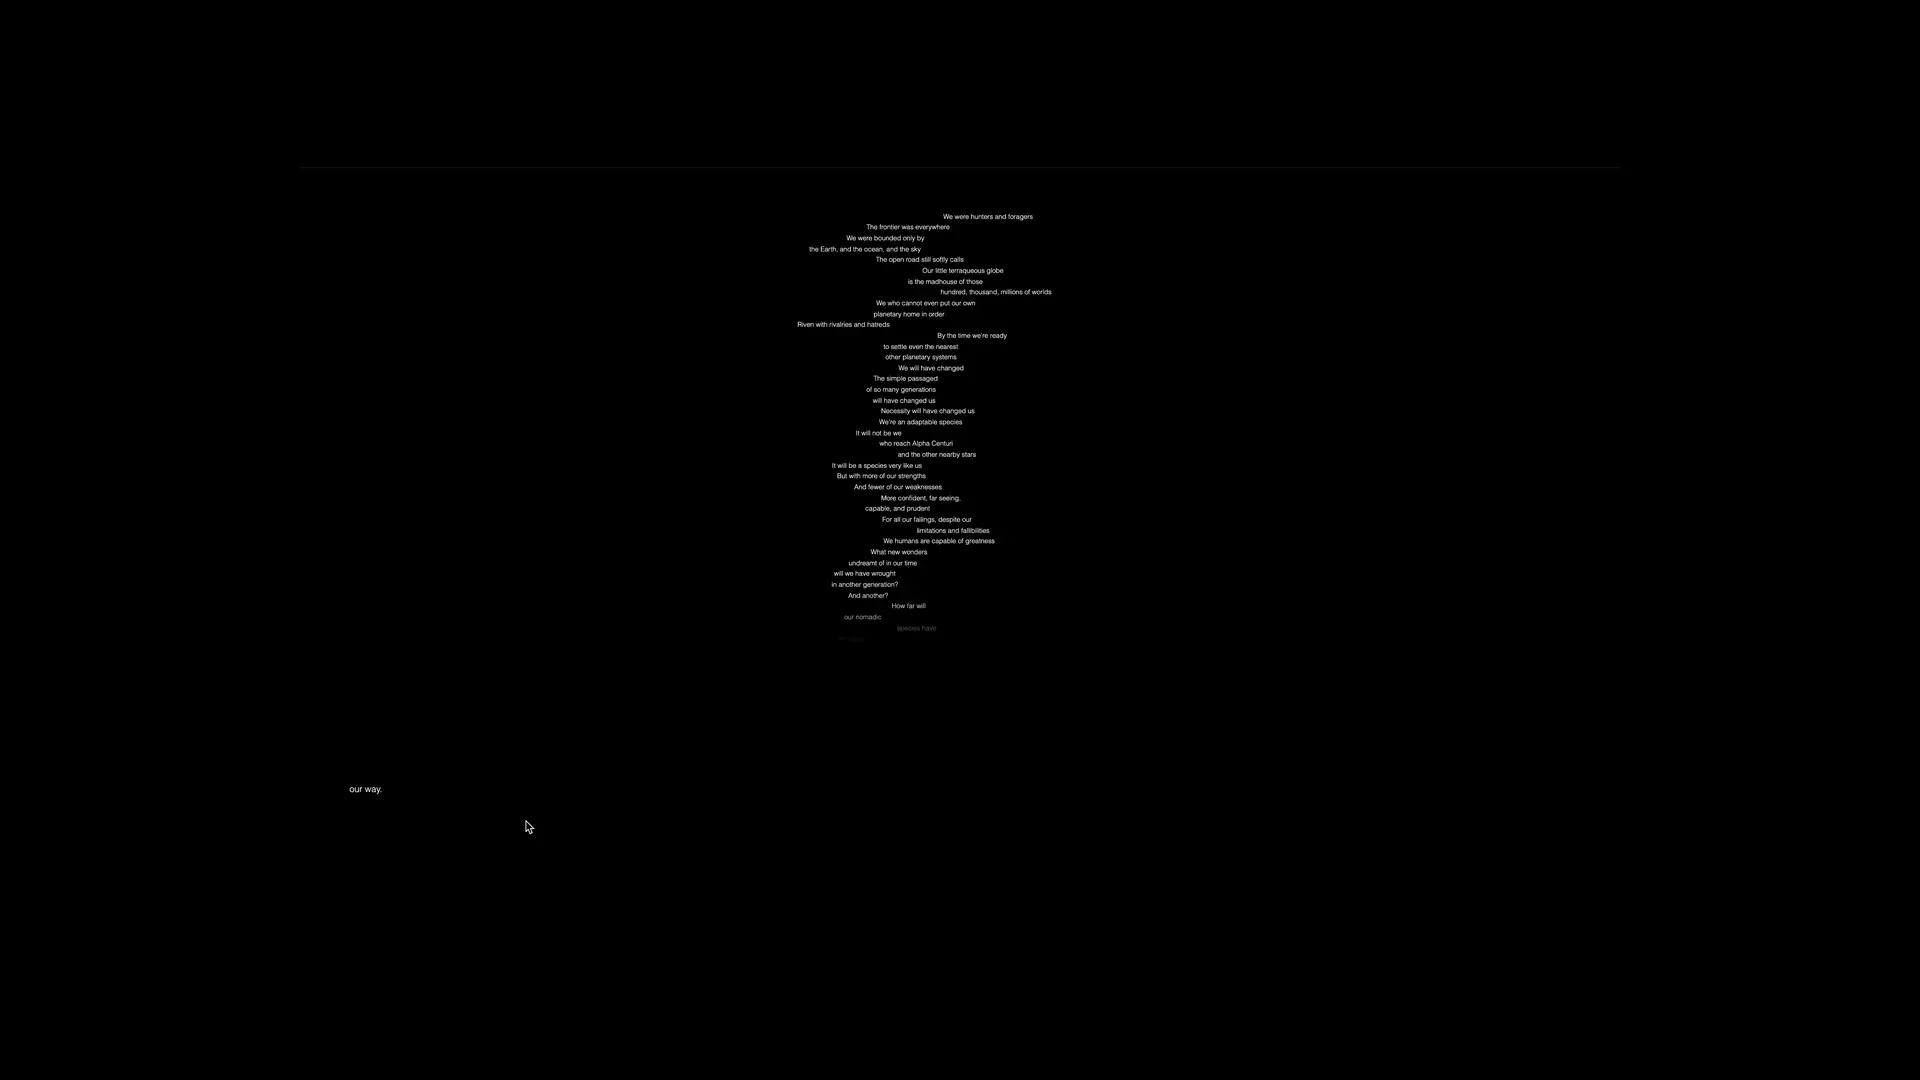 We were hunters and foragers
The frontier was everywhere
We were bounded only by
the Earth, and the ocean, and the sky
The open road still softly calls
Our little terraqueous globe
is the madhouse of those
hundred, thousand, millions of worlds
We who cannot even put our own
planetary home in order
Riven with rivalries and hatreds
By the time we're ready
to settle even the nearest
other planetary systems
We will have changed
The simple passaged
of so many generations
will have changed us
Necessity will have changed us
We're an adaptable species
It will not be we
who reach Alpha Centuri
and the other nearby stars
It will be a species very like us
But with more of our strengths
And fewer of our weaknesses
More confident, far seeing,
capable, and prudent
For all our failings, despite our
limitations and fallibilities
We humans are capable of greatness
What new wonders
undreamt of in our time
will we have wrought
in another generation?
And another?
How far will
our nomadic
species have
our way.